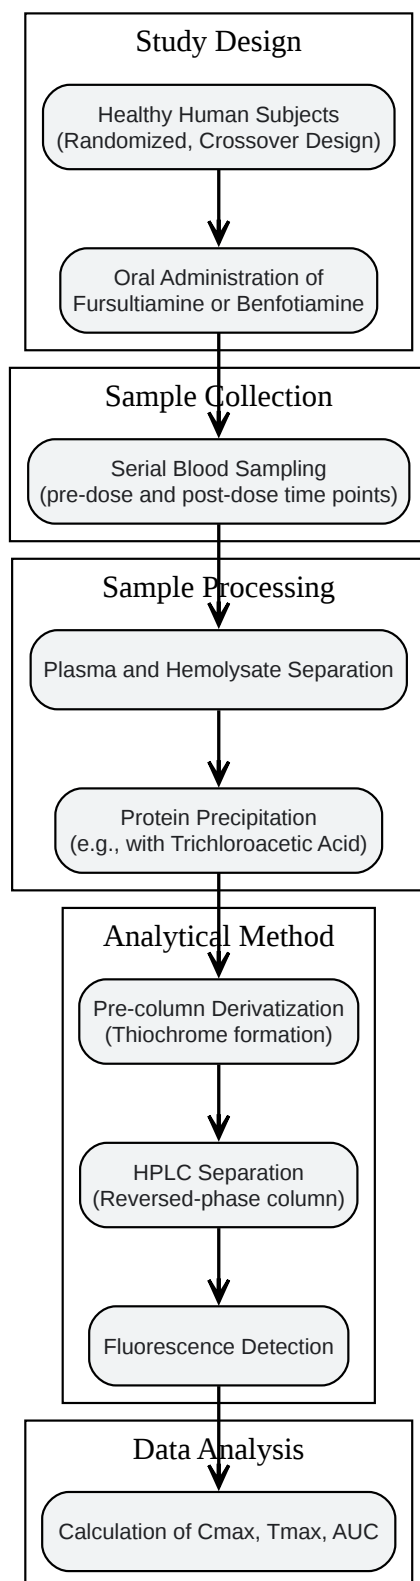 Study Design
Healthy Human Subjects
(Randomized, Crossover Design)
Oral Administration of
Fursultiamine or Benfotiamine
Sample Collection
Serial Blood Sampling
(pre-dose and post-dose time points)
Sample Processing
Plasma and Hemolysate Separation
Protein Precipitation
(e.g., with Trichloroacetic Acid)
Analytical Method
Pre-column Derivatization
(Thiochrome formation)
HPLC Separation
(Reversed-phase column)
Fluorescence Detection
Data Analysis
Calculation of Cmax, Tmax, AUC